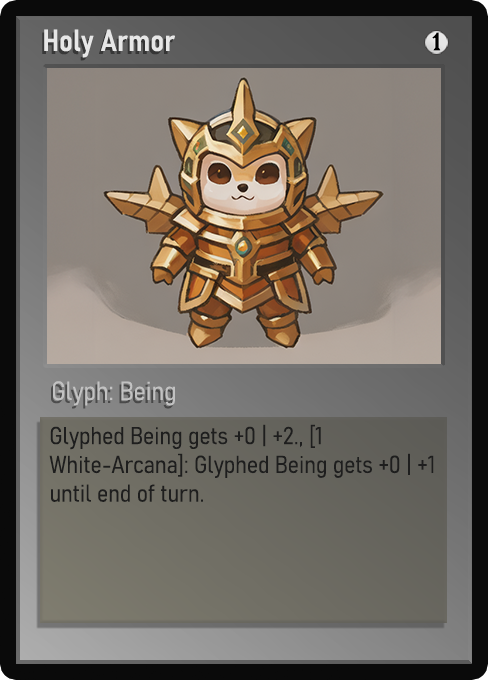 Holy Armor
1
Glyph: Being
Glyphed Being gets +0 | +2., [1
White-Arcana]: Glyphed Being gets +0 | +1
until end of turn.